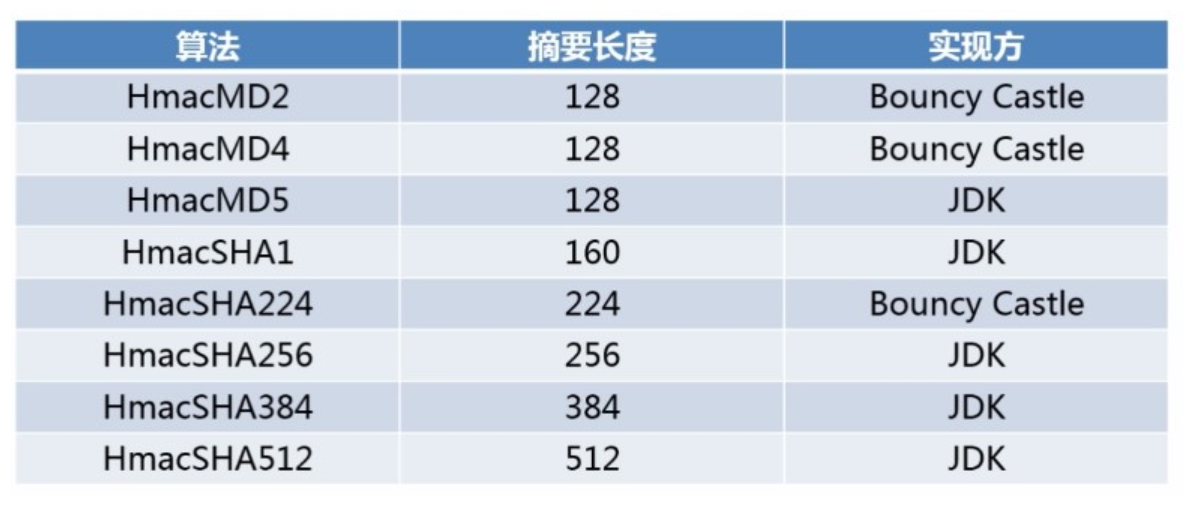 算法 摘要长度 实现方
HmacMD2 128 Bouncy Castle
HmacMD4 128 Bouncy Castle
HmacMD5 128 JDK
HmacSHA1 160 JDK
HmacSHA224 224 Bouncy Castle
HmacSHA256 256 JDK
HmacSHA384 384 JDK
HmacSHA512 512 JDK